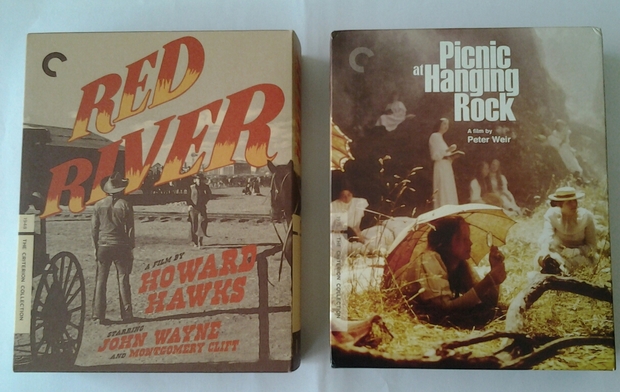 RED
RIVER
A FILM BY
HOWARD
HAWKS
STARRING
JOHN WAYNE
AND MONTGOMERY CLIFT
THE CRITERION COLLECTION
Picnic
at Hanging
Rock
A film by
Peter Weir
THE CRITERION COLLECTION